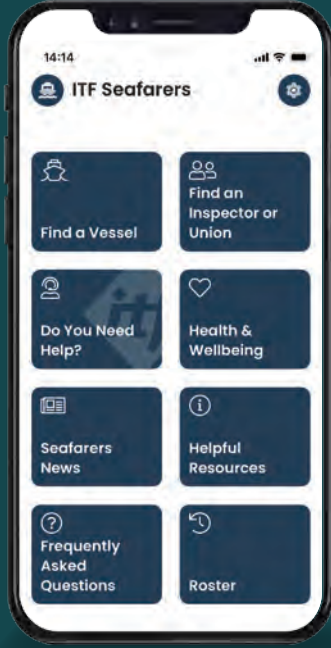 14:14
ITF Seafarers
Find a Vessel
Find an
Inspector or
Union
Do You Need
Help?
itf
Health &
Wellbeing
Seafarers
News
Helpful
Resources
Frequently
Asked
Questions
Roster